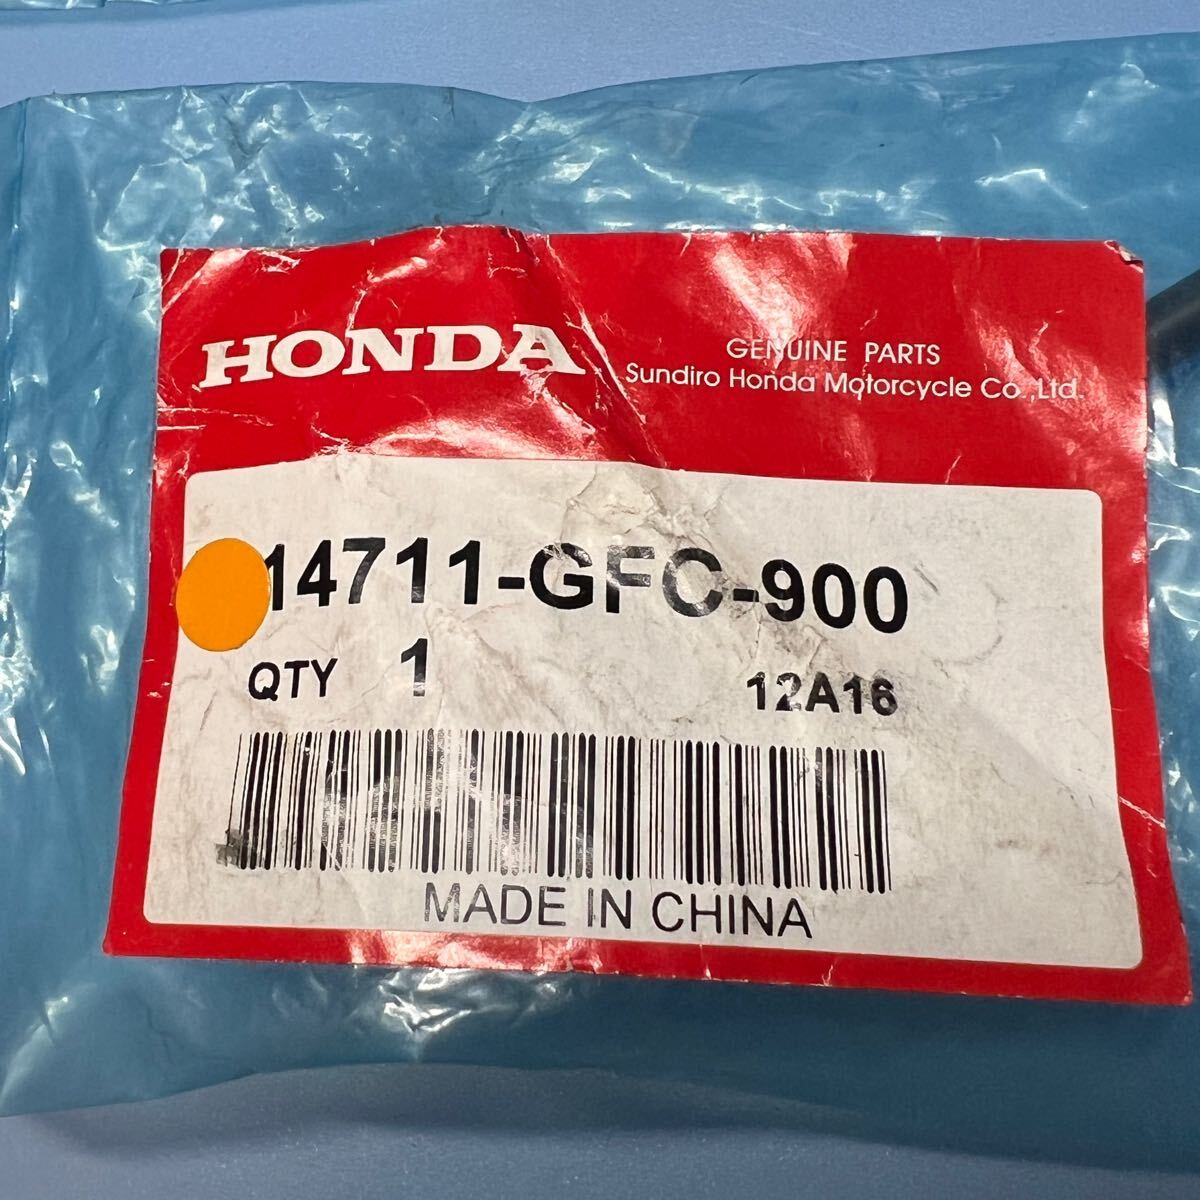 HONDA
GENUINE PARTS
Sundiro Honda Motorcycle Co.,Ltd.
14711-GFC-900
QTY 1 12A16
MADE IN CHINA